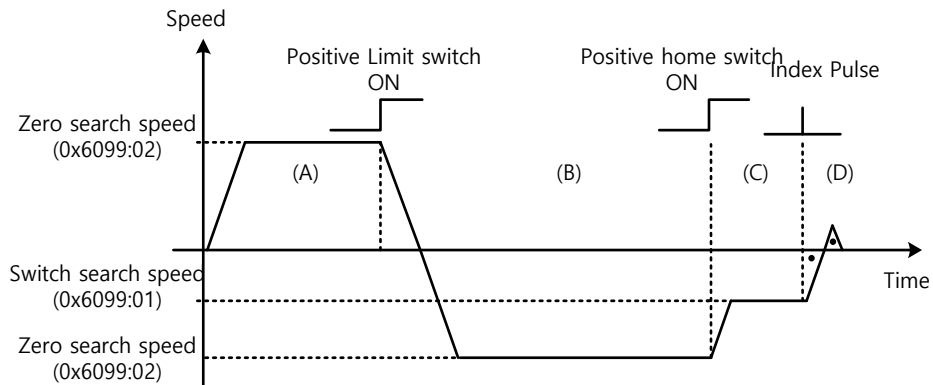 Speed
Positive Limit switch
ON
Positive home switch
ON
Index Pulse
Zero search speed
(0x6099:02)
(A)
(B)
(C)
(D)
Switch search speed
(0x6099:01)
Time
Zero search speed
(0x6099:02)